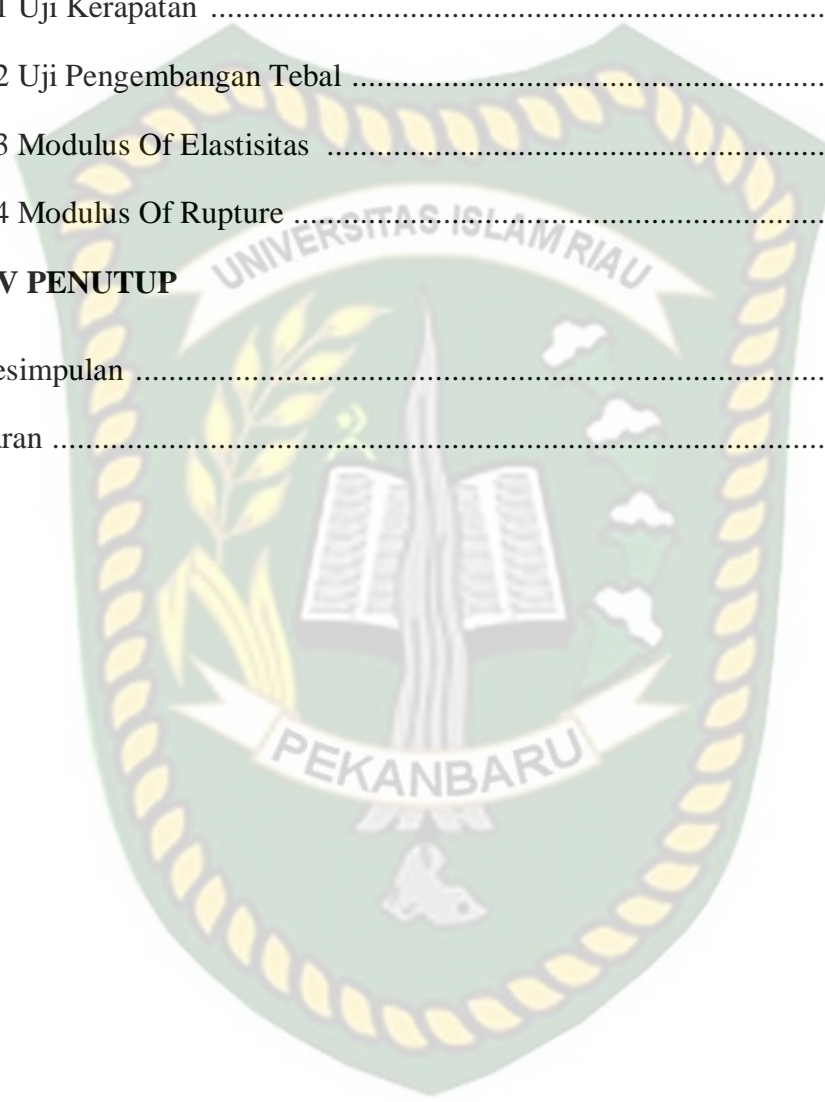 1 Uji Kerapatan ........................................................................
2 Uji Pengembangan Tebal .......................................................
3 Modulus Of Elastisitas ..........................................................
4 Modulus Of Rupture ..............................................................
UNIVERSITAS ISLAM RIAU
V PENUTUP
esimpulan .................................................................................
ran ............................................................................................
PEKANBARU